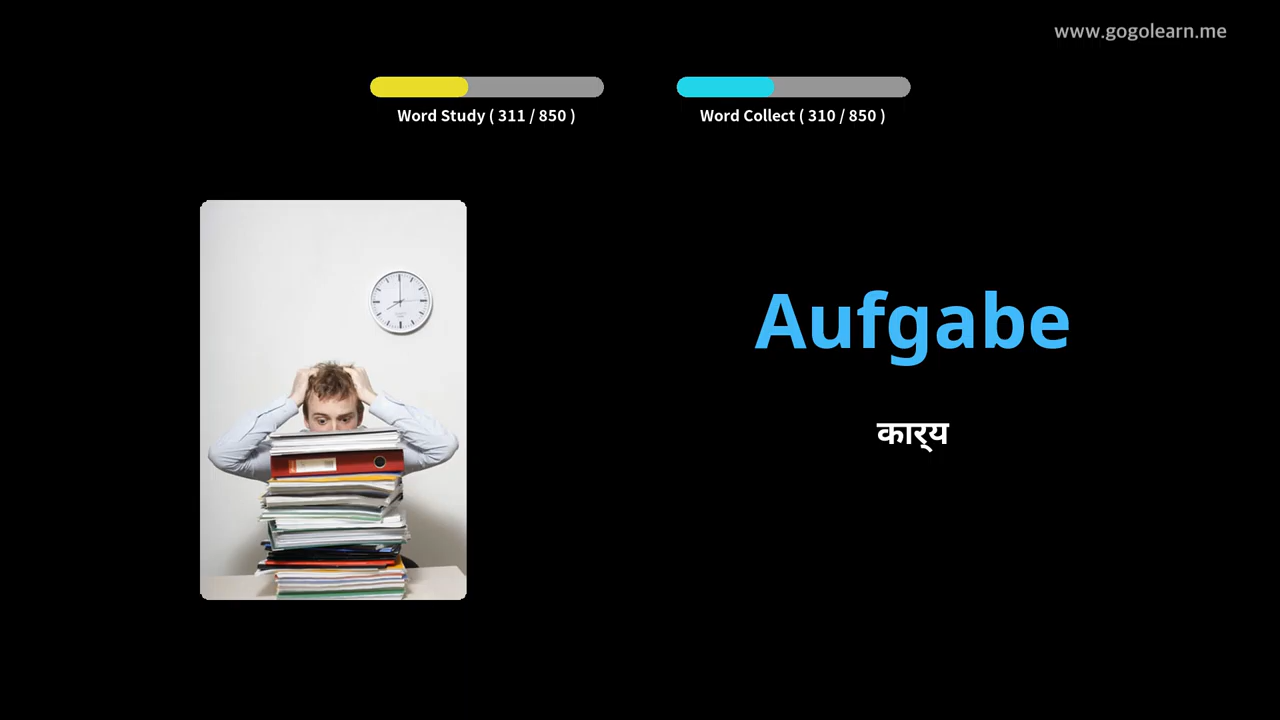 www.gogolearn.me
Word Study ( 311 / 850 )
Word Collect ( 310 / 850 )
Aufgabe
कार्य